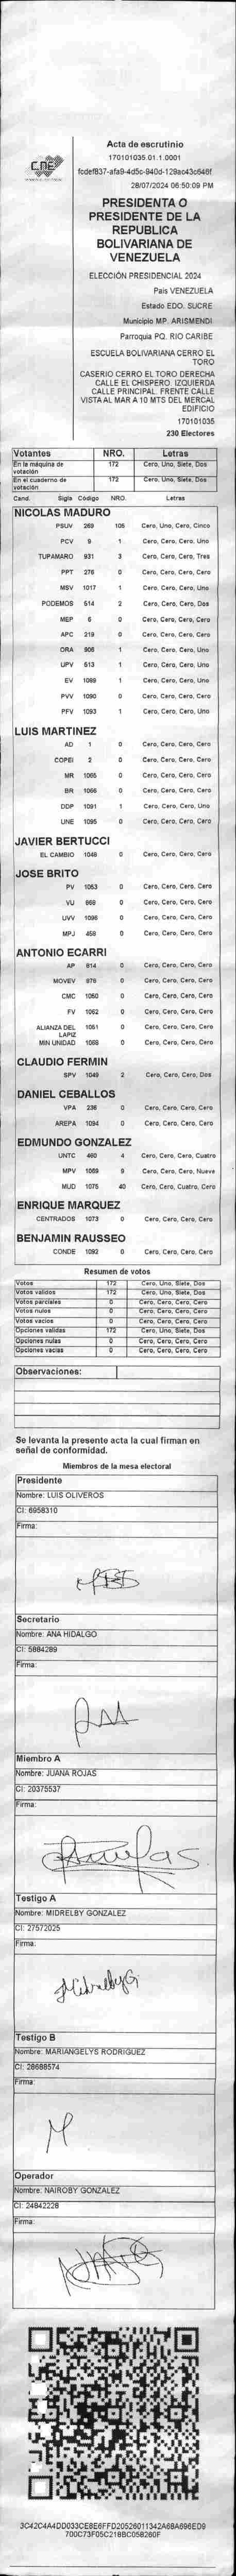 CNE
Acta de escrutinio
170101035.01.1.0001
28/07/2024 06:50:09 PM
PRESIDENTA O
PRESIDENTE DE LA
REPUBLICA
BOLIVARIANA DE
VENEZUELA
ELECCIÓN PRESIDENCIAL 2024
Pais VENEZUELA
Estado EDO. SUCRE
Municipio MP. ARISMENDI
Parroquia PQ. RIO CARIBE
ESCUELA BOLIVARIANA CERRO EL
TORO
CASERIO CERRO EL TORO DERECHA
CALLE EL CHISPERO. IZQUIERDA
CALLE PRINCIPAL. FRENTE CALLE
VISTA AL MAR A 10 MTS DEL MERCAL
EDIFICIO
170101035
230 Electores
Votantes NRO. Letras
En la máquina de votación 172 Cero, Uno, Siete, Dos
En el cuaderno de votación 172 Cero, Uno, Siete, Dos
Cand. Sigla Código NRO. Letras
NICOLAS MADURO
PSUV 269 105 Cero, Uno, Cero, Cinco
PCV 9 1 Cero, Cero, Cero, Uno
TUPAMARO 931 3 Cero, Cero, Cero, Tres
PPT 276 0 Cero, Cero, Cero, Cero
MSV 1017 1 Cero, Cero, Cero, Uno
PODEMOS 514 2 Cero, Cero, Cero, Dos
MEP 6 0 Cero, Cero, Cero, Cero
APC 219 0 Cero, Cero, Cero, Cero
ORA 906 1 Cero, Cero, Cero, Uno
UPV 613 1 Cero, Cero, Cero, Uno
EV 1089 1 Cero, Cero, Cero, Uno
PVV 1090 0 Cero, Cero, Cero, Cero
PFV 1093 1 Cero, Cero, Cero, Uno
LUIS MARTINEZ
AD 1 0 Cero, Cero, Cero, Cero
COPEI 2 0 Cero, Cero, Cero, Cero
MR 1065 0 Cero, Cero, Cero, Cero
BR 1066 0 Cero, Cero, Cero, Cero
DDP 1091 1 Cero, Cero, Cero, Uno
UNE 1095 0 Cero, Cero, Cero, Cero
JAVIER BERTUCCI
EL CAMBIO 1048 0 Cero, Cero, Cero, Cero
JOSE BRITO
PV 1053 0 Cero, Cero, Cero, Cero
VU 668 0 Cero, Cero, Cero, Cero
UVV 1096 0 Cero, Cero, Cero, Cero
MPJ 458 0 Cero, Cero, Cero, Cero
ANTONIO ECARRI
AP 814 0 Cero, Cero, Cero, Cero
MOVEV 876 0 Cero, Cero, Cero, Cero
CMC 1050 0 Cero, Cero, Cero, Cero
FV 1052 0 Cero, Cero, Cero, Cero
ALIANZA DEL LAPIZ 1051 0 Cero, Cero, Cero, Cero
MIN UNIDAD 1068 0 Cero, Cero, Cero, Cero
CLAUDIO FERMIN
SPV 1049 2 Cero, Cero, Cero, Dos
DANIEL CEBALLOS
VPA 236 0 Cero, Cero, Cero, Cero
AREPA 1094 0 Cero, Cero, Cero, Cero
EDMUNDO GONZALEZ
UNTC 460 4 Cero, Cero, Cero, Cuatro
MPV 1069 9 Cero, Cero, Cero, Nueve
MUD 1075 40 Cero, Cero, Cuatro, Cero
ENRIQUE MARQUEZ
CENTRADOS 1073 0 Cero, Cero, Cero, Cero
BENJAMIN RAUSSEO
CONDE 1092 0 Cero, Cero, Cero, Cero
Resumen de votos
Votos 172 Cero, Uno, Siete, Dos
Votos validos 172 Cero, Uno, Siete, Dos
Votos parciales 0 Cero, Cero, Cero, Cero
Votos nulos 0 Cero, Cero, Cero, Cero
Votos vacios 0 Cero, Cero, Cero, Cero
Opciones validas 172 Cero, Uno, Siete, Dos
Opciones nulas 0 Cero, Cero, Cero, Cero
Opciones vacias 0 Cero, Cero, Cero, Cero
Observaciones:
Se levanta la presente acta la cual firman en
señal de conformidad.
Miembros de la mesa electoral
Presidente
Nombre: LUIS OLIVEROS
CI: 6958310
Firma:
Secretario
Nombre: ANA HIDALGO
CI: 5884289
Firma:
Miembro A
Nombre: JUANA ROJAS
CI: 20375537
Firma:
Testigo A
Nombre: MIDRELBY GONZALEZ
CI: 27572025
Firma:
MidrelbyG
Testigo B
Nombre: MARIANGELYS RODRIGUEZ
CI: 28688574
Firma:
Operador
Nombre: NAIROBY GONZALEZ
CI: 24842228
Firma: